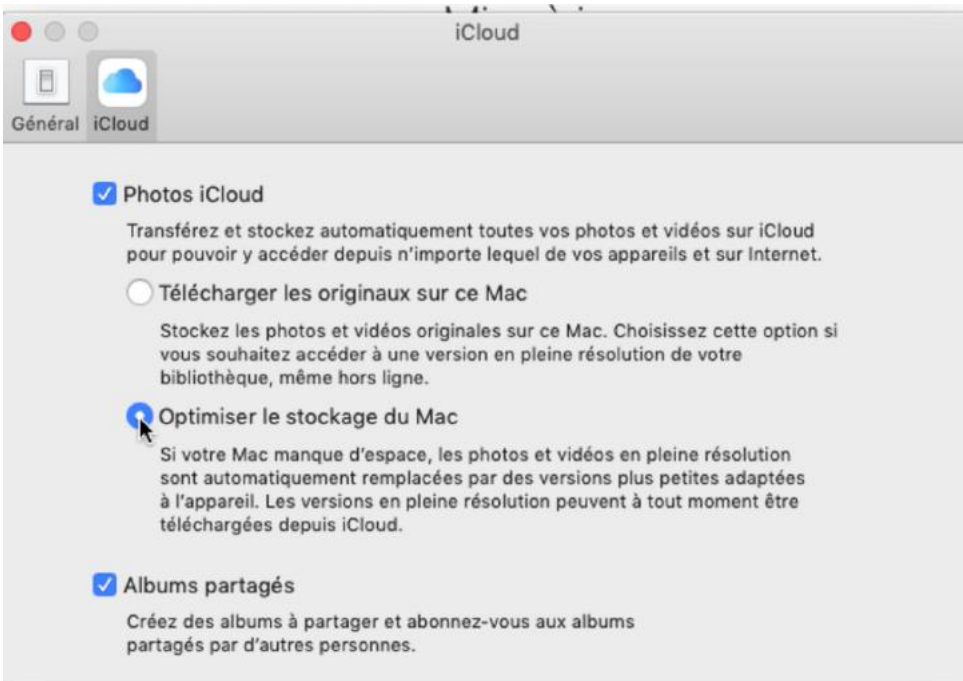 iCloud
Général iCloud
Photos iCloud
Transférez et stockez automatiquement toutes vos photos et vidéos sur iCloud
pour pouvoir y accéder depuis n'importe lequel de vos appareils et sur Internet.
Télécharger les originaux sur ce Mac
Stockez les photos et vidéos originales sur ce Mac. Choisissez cette option si
vous souhaitez accéder à une version en pleine résolution de votre
bibliothèque, même hors ligne.
Optimiser le stockage du Mac
Si votre Mac manque d'espace, les photos et vidéos en pleine résolution
sont automatiquement remplacées par des versions plus petites adaptées
à l'appareil. Les versions en pleine résolution peuvent à tout moment être
téléchargées depuis iCloud.
Albums partagés
Créez des albums à partager et abonnez-vous aux albums
partagés par d'autres personnes.